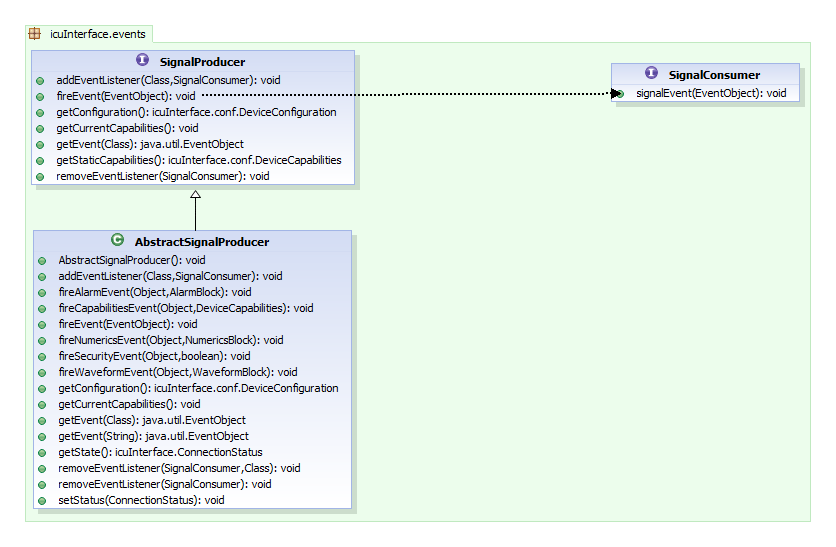 icuInterface.events
I SignalProducer
addEventListener(Class,SignalConsumer): void
fireEvent(EventObject): void
getConfiguration(): icuInterface.conf.DeviceConfiguration
getCurrentCapabilities(): void
getEvent(Class): java.util.EventObject
getStaticCapabilities(): icuInterface.conf.DeviceCapabilities
removeEventListener(SignalConsumer): void
I SignalConsumer
signalEvent(EventObject): void
C AbstractSignalProducer
AbstractSignalProducer(): void
addEventListener(Class,SignalConsumer): void
fireAlarmEvent(Object,AlarmBlock): void
fireCapabilitiesEvent(Object,DeviceCapabilities): void
fireEvent(EventObject): void
fireNumericsEvent(Object,NumericsBlock): void
fireSecurityEvent(Object,boolean): void
fireWaveformEvent(Object,WaveformBlock): void
getConfiguration(): icuInterface.conf.DeviceConfiguration
getCurrentCapabilities(): void
getEvent(Class): java.util.EventObject
getEvent(String): java.util.EventObject
getState(): icuInterface.ConnectionStatus
removeEventListener(SignalConsumer,Class): void
removeEventListener(SignalConsumer): void
setStatus(ConnectionStatus): void